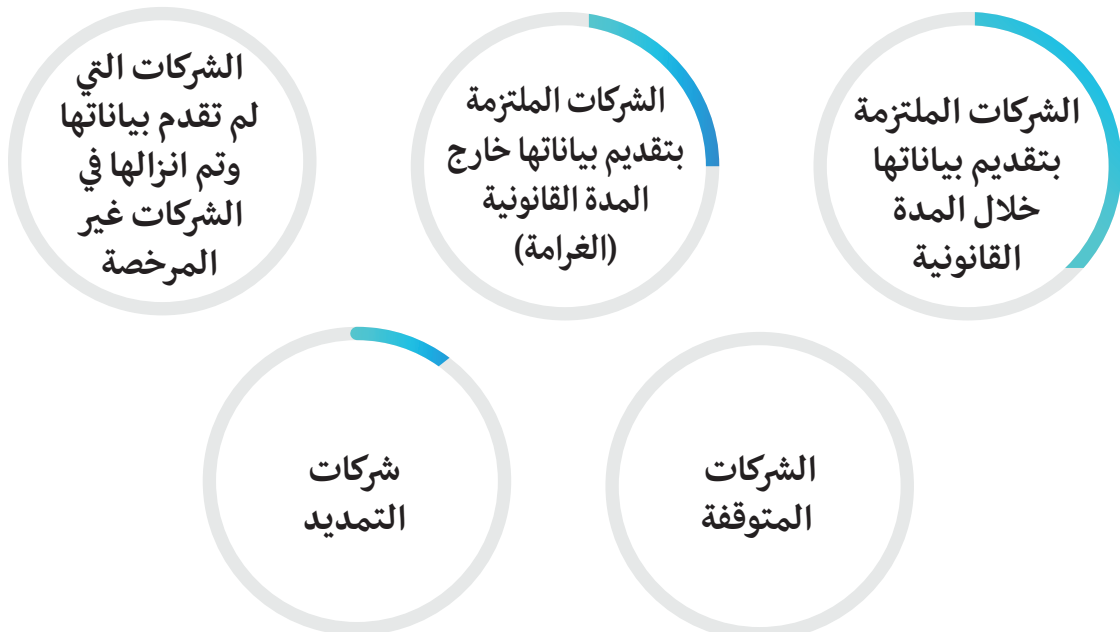 الشركات الملتزمة
بتقديم بياناتها
خلال المدة
القانونية
الشركات الملتزمة
بتقديم بياناتها خارج
المدة القانونية
(الغرامة)
الشركات التي
لم تقدم بياناتها
وتم انزالها في
الشركات غير
المرخصة
الشركات
المتوقفة
شركات
التمديد